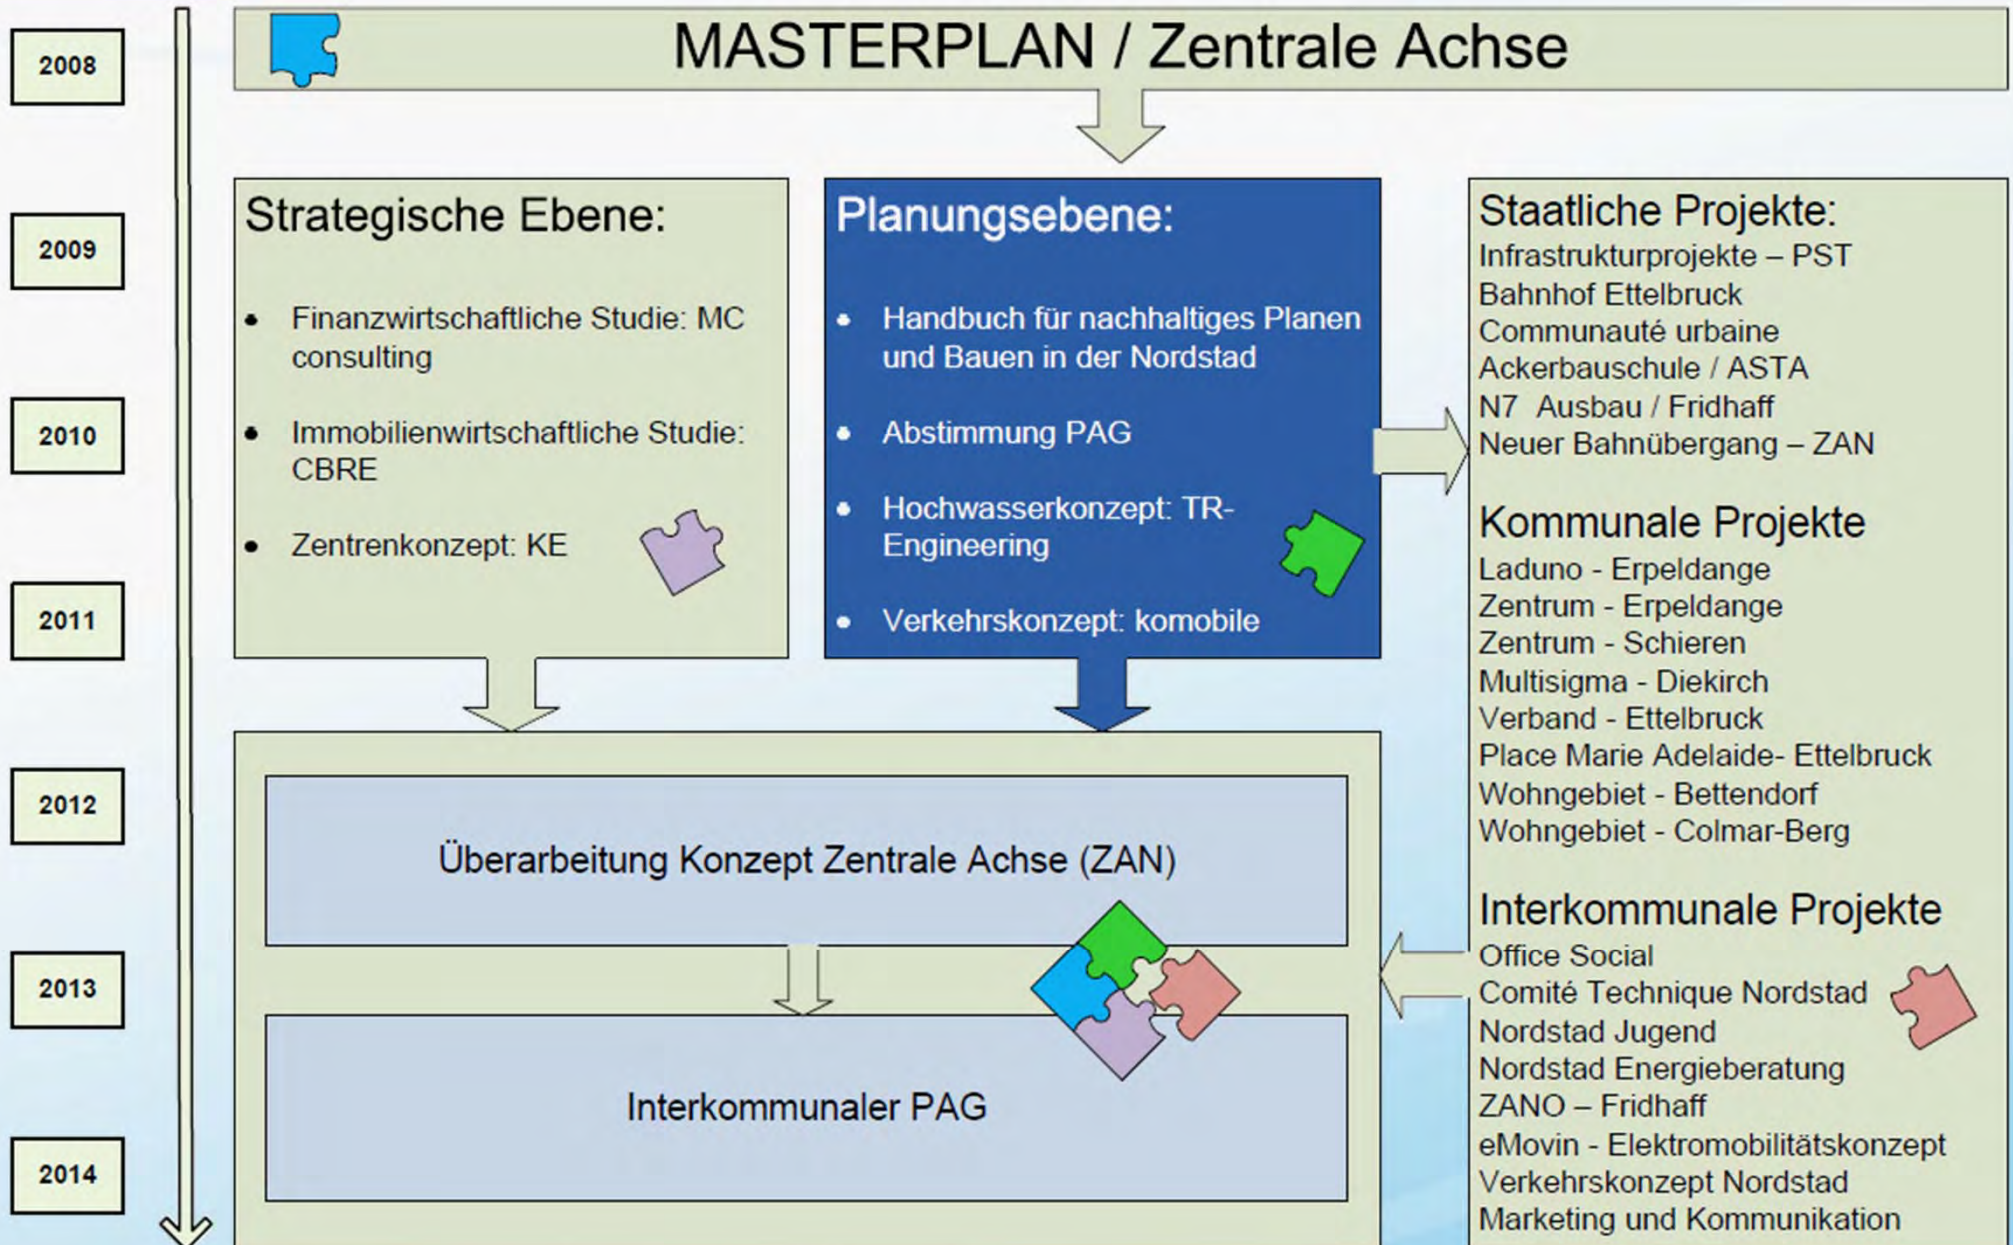 MASTERPLAN / Zentrale Achse
2008
2009
2010
2011
2012
2013
2014
Strategische Ebene:
• Finanzwirtschaftliche Studie: MC
consulting
• Immobilienwirtschaftliche Studie:
CBRE
• Zentrenkonzept: KE
Planungsebene:
• Handbuch für nachhaltiges Planen
und Bauen in der Nordstad
• Abstimmung PAG
• Hochwasserkonzept: TR-
Engineering
• Verkehrskonzept: komobile
Staatliche Projekte:
Infrastrukturprojekte – PST
Bahnhof Ettelbruck
Communauté urbaine
Ackerbauschule / ASTA
N7 Ausbau / Fridhaff
Neuer Bahnübergang – ZAN
Kommunale Projekte
Laduno - Erpeldange
Zentrum - Erpeldange
Zentrum - Schieren
Multisigma - Diekirch
Verband - Ettelbruck
Place Marie Adelaide- Ettelbruck
Wohngebiet - Bettendorf
Wohngebiet - Colmar-Berg
Interkommunale Projekte
Office Social
Comité Technique Nordstad
Nordstad Jugend
Nordstad Energieberatung
ZANO – Fridhaff
eMovin - Elektromobilitätskonzept
Verkehrskonzept Nordstad
Marketing und Kommunikation
Überarbeitung Konzept Zentrale Achse (ZAN)
Interkommunaler PAG